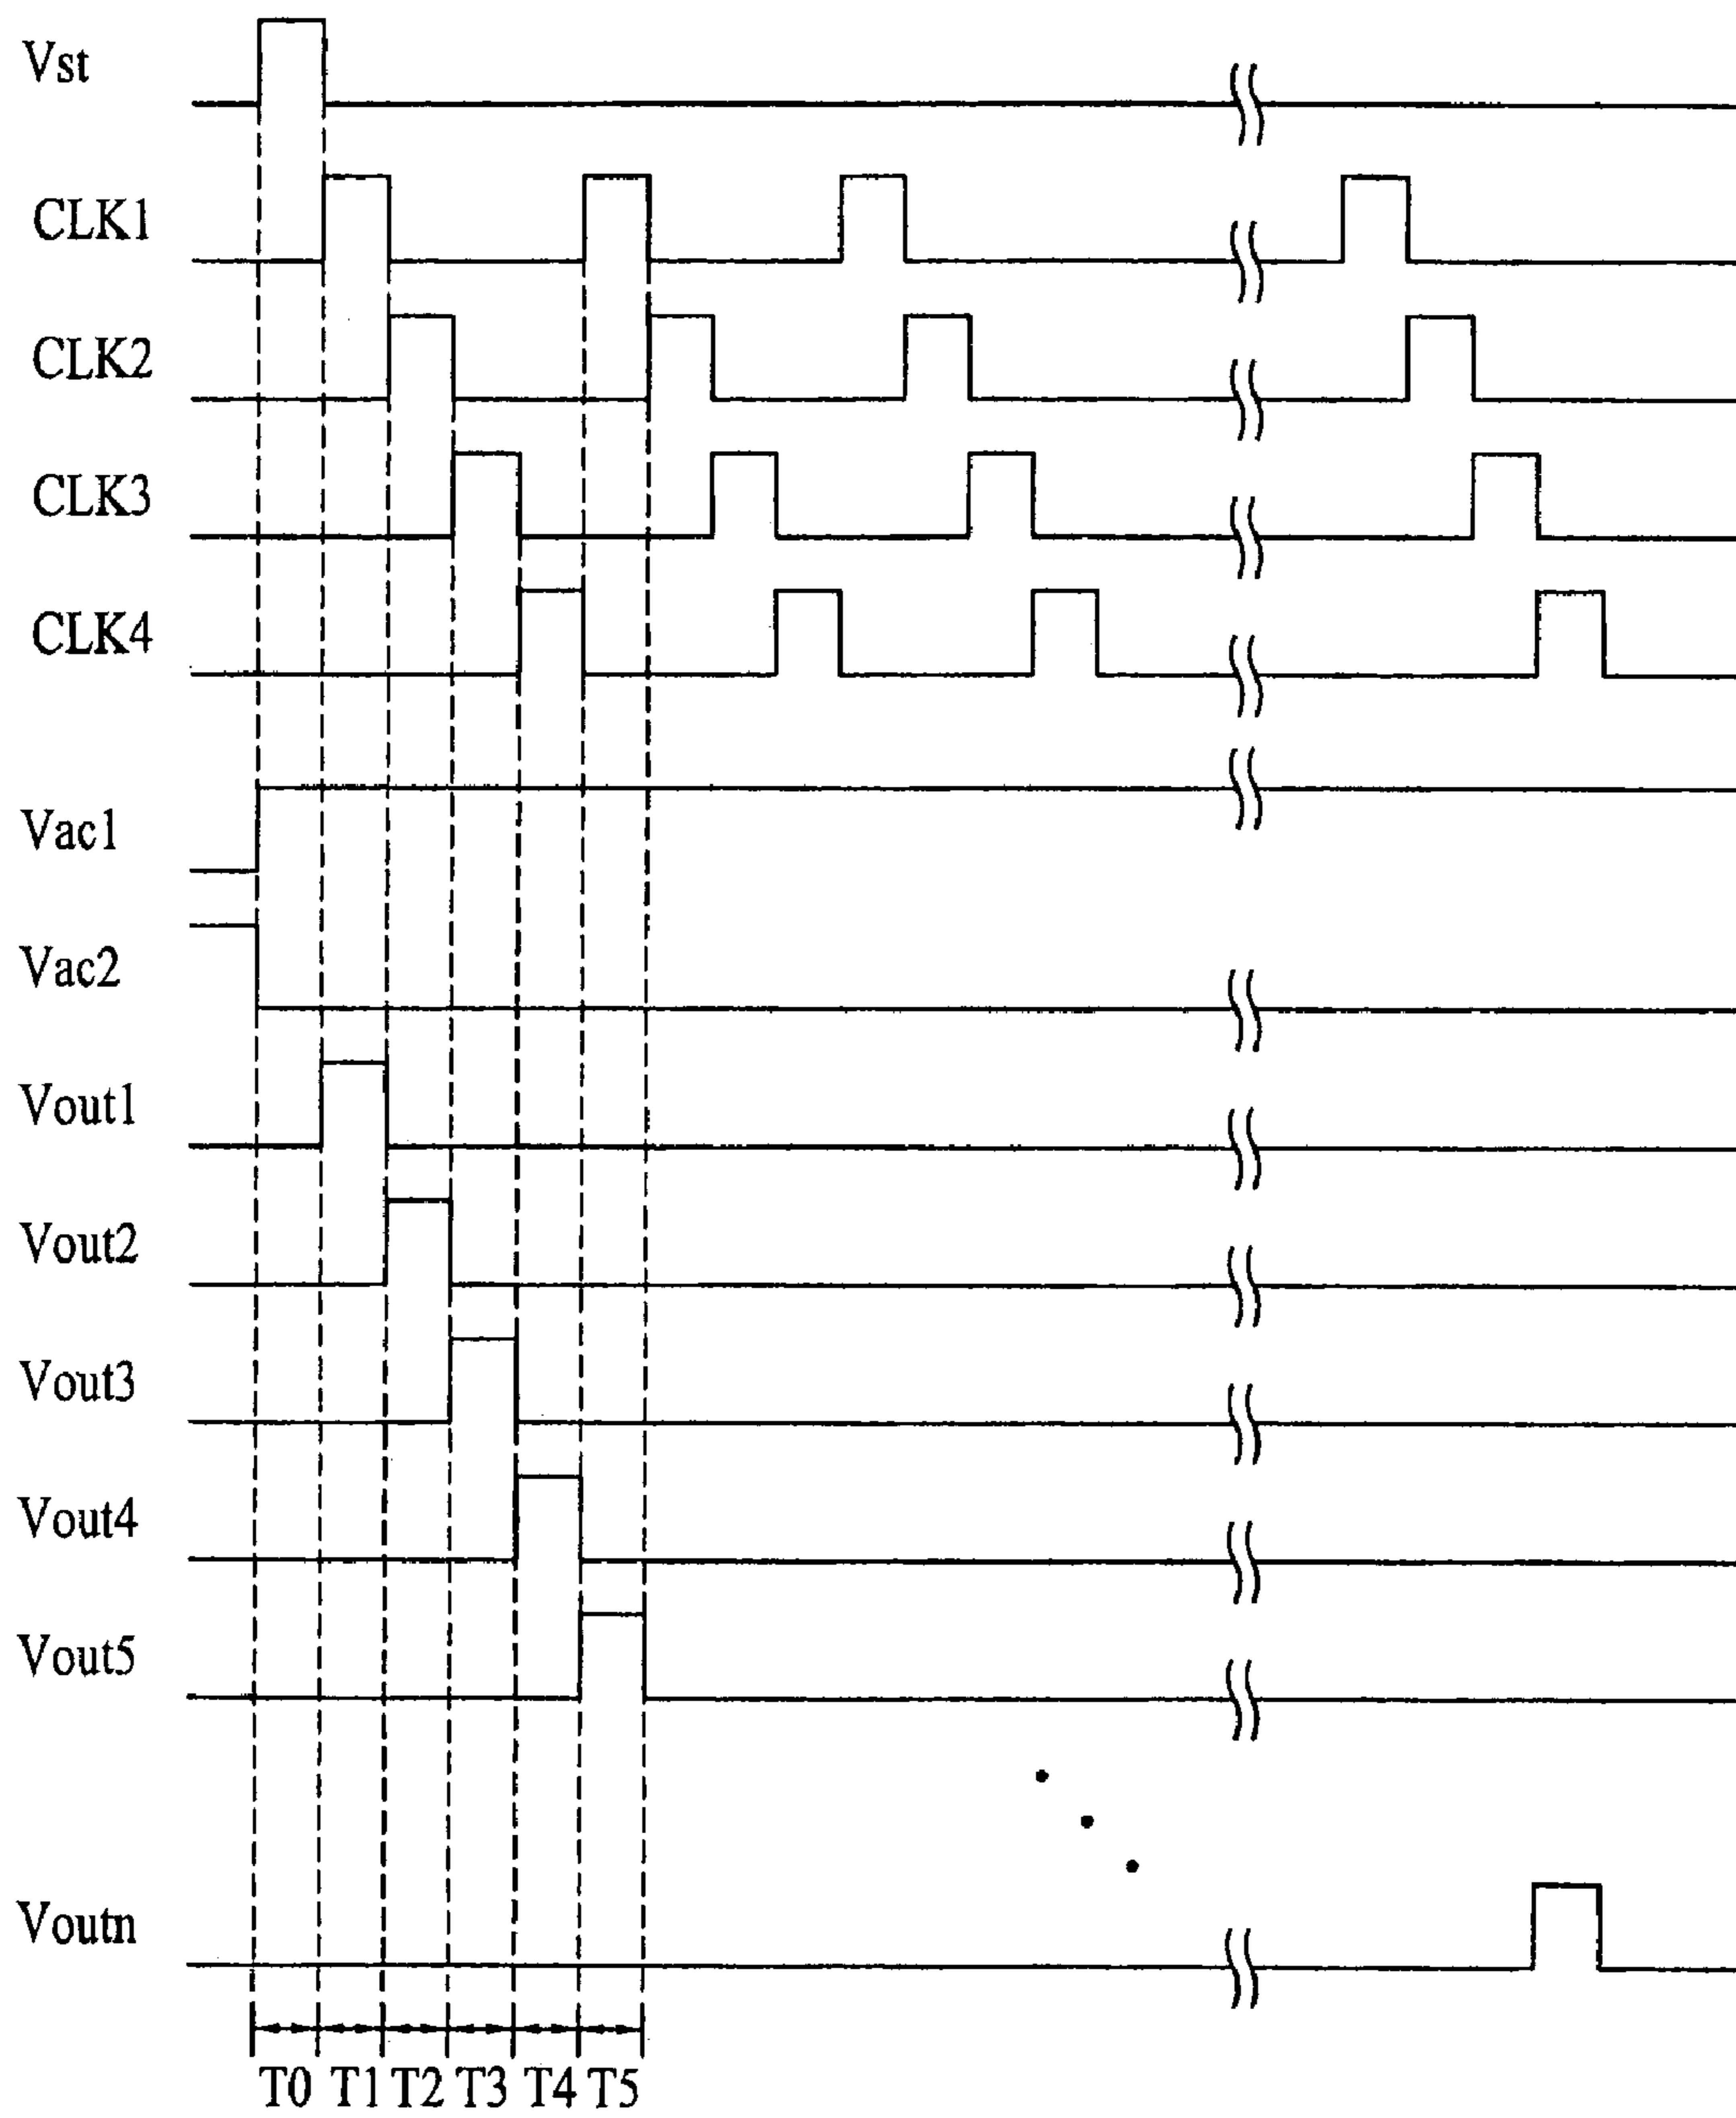 Vst
CLK1
CLK2
CLK3
CLK4
Vac1
Vac2
Vout1
Vout2
Vout3
Vout4
Vout5
Voutn
T0 T1 T2 T3 T4 T5